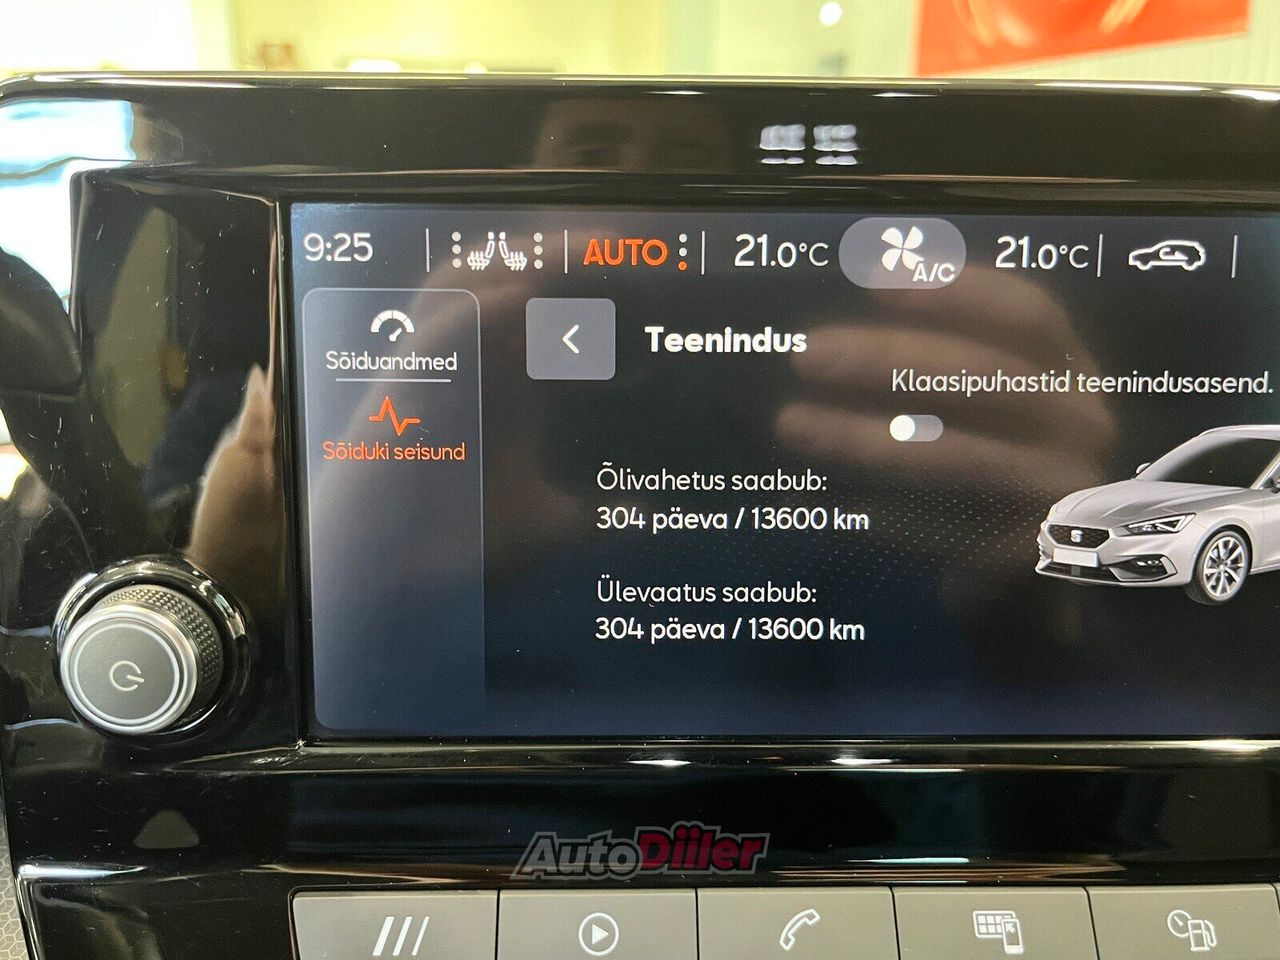 9:25
AUTO
21.0°C
A/C
21.0°C
Sõiduandmed
Sõiduki seisund
Teenindus
Klaasipuhastid teenindusasend.
Õlivahetus saabub:
304 päeva / 13600 km
Ülevaatus saabub:
304 päeva / 13600 km
AutoDiiler